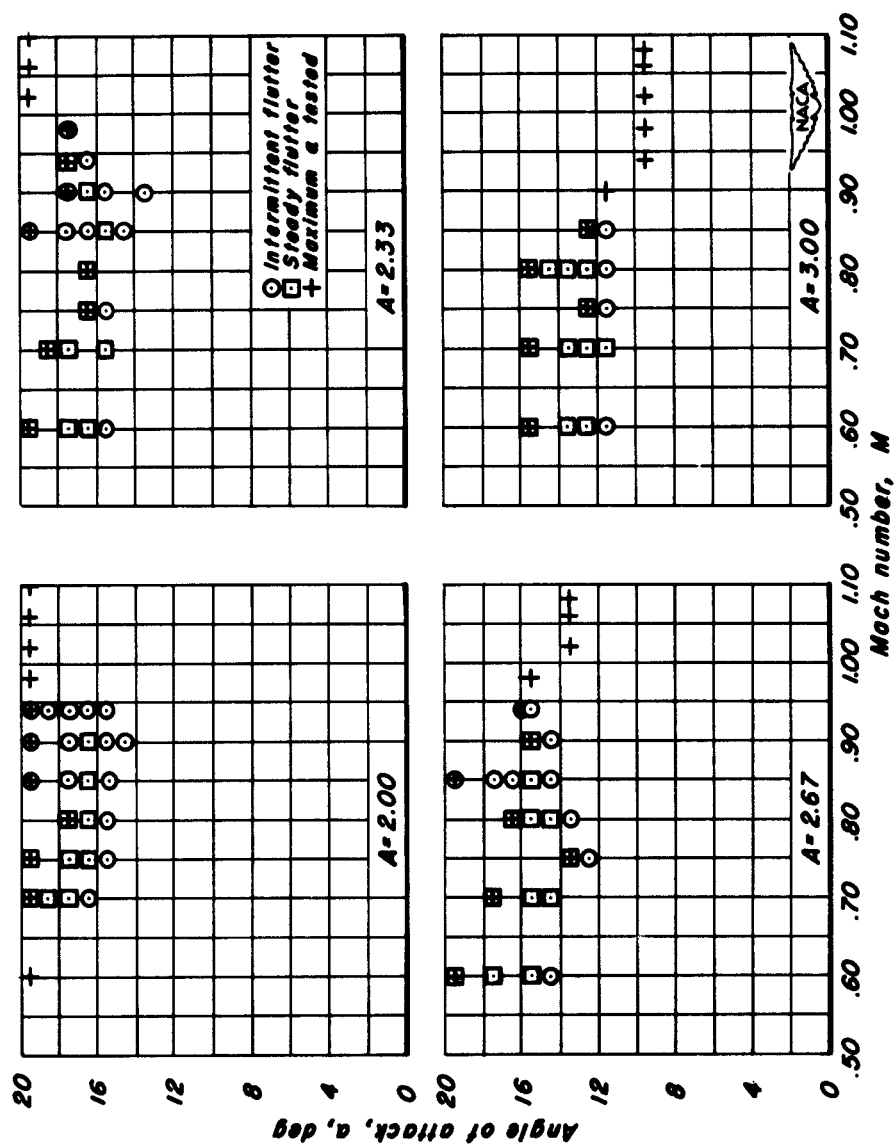 20
16
12
8
4
0
A=2.00
Intermittent flutter
Steady flutter
Maximum α tested
A=2.33
Angle of attack, α, deg
20
16
12
8
4
0
A=2.67
A=3.00
NACA
.50 .60 .70 .80 .90 1.00 1.10
.50 .60 .70 .80 .90 1.00 1.10
Mach number, M